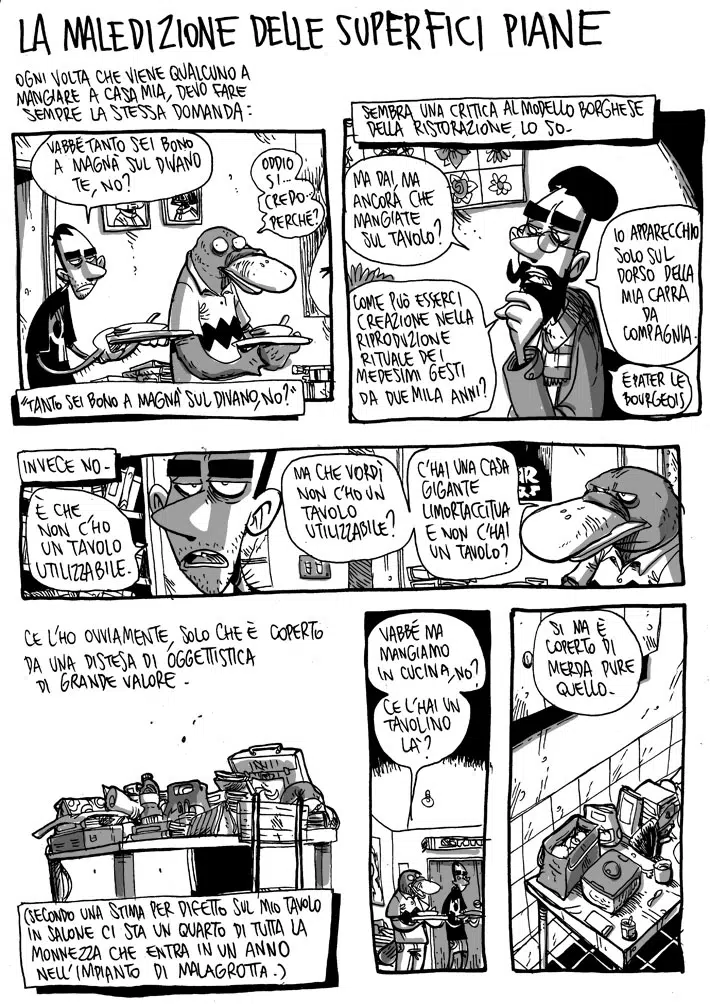 LA MALEDIZIONE DELLE SUPERFICI PIANE
OGNI VOLTA CHE VIENE QUALCUNO A
MANGIARE A CASA MIA, DEVO FARE
SEMPRE LA STESSA DOMANDA:
VABBÉ TANTO SEI BONO
A MAGNÀ SUL DIVANO
TE, NO?
ODDIO
SI...
CREDO..
PERCHÉ?
"TANTO SEI BONO A MAGNÀ SUL DIVANO, NO?"
SEMBRA UNA CRITICA AL MODELLO BORGHESE
DELLA RISTORAZIONE, LO SO-
MA DAI, MA
ANCORA CHE
MANGIATE
SUL TAVOLO?
COME PUÒ ESSERCI
CREAZIONE NELLA
RIPRODUZIONE
RITUALE DEI
MEDESIMI GESTI
DA DUEMILA ANNI?
IO APPARECCHIO
SOLO SUL
DORSO DELLA
MIA CAPRA
DA
COMPAGNIA.
EPATER LE
BOURGEOIS
INVECE NO-
È CHE
NON C'HO
UN TAVOLO
UTILIZZABILE.
MA CHE VORDÌ
NON C'HO UN
TAVOLO
UTILIZZABILE?
C'HAI UNA CASA
GIGANTE
LIMORTACCITUA
E NON C'HAI
UN TAVOLO?
CE L'HO OVVIAMENTE, SOLO CHE È COPERTO
DA UNA DISTESA DI OGGETTISTICA
DI GRANDE VALORE-
(SECONDO UNA STIMA PER DIFETTO SUL MIO TAVOLO
IN SALONE CI STA UN QUARTO DI TUTTA LA
MONNEZZA CHE ENTRA IN UN ANNO
NELL'IMPIANTO DI MALAGROTTA.)
VABBÉ MA
MANGIAMO
IN CUCINA, NO?
CE L'HAI UN
TAVOLINO
LÀ?
SI MA È
COPERTO DI
MERDA PURE
QUELLO.